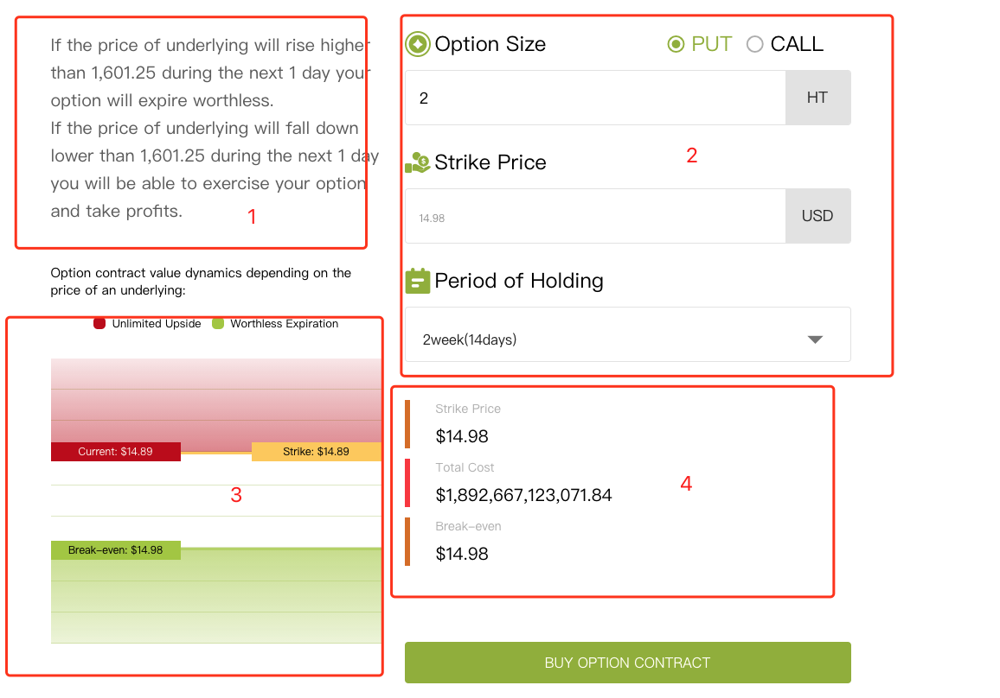 If the price of underlying will rise higher
than 1,601.25 during the next 1 day your
option will expire worthless.
If the price of underlying will fall down
lower than 1,601.25 during the next 1 day
you will be able to exercise your option
and take profits.
1
Option contract value dynamics depending on the
price of an underlying:
Unlimited Upside Worthless Expiration
Current: $14.89 Strike: $14.89
3
Break-even: $14.98
Option Size PUT CALL
2 HT
2
Strike Price
14.98 USD
Period of Holding
2week(14days)
Strike Price
$14.98
Total Cost
4
$1,892,667,123,071.84
Break-even
$14.98
BUY OPTION CONTRACT